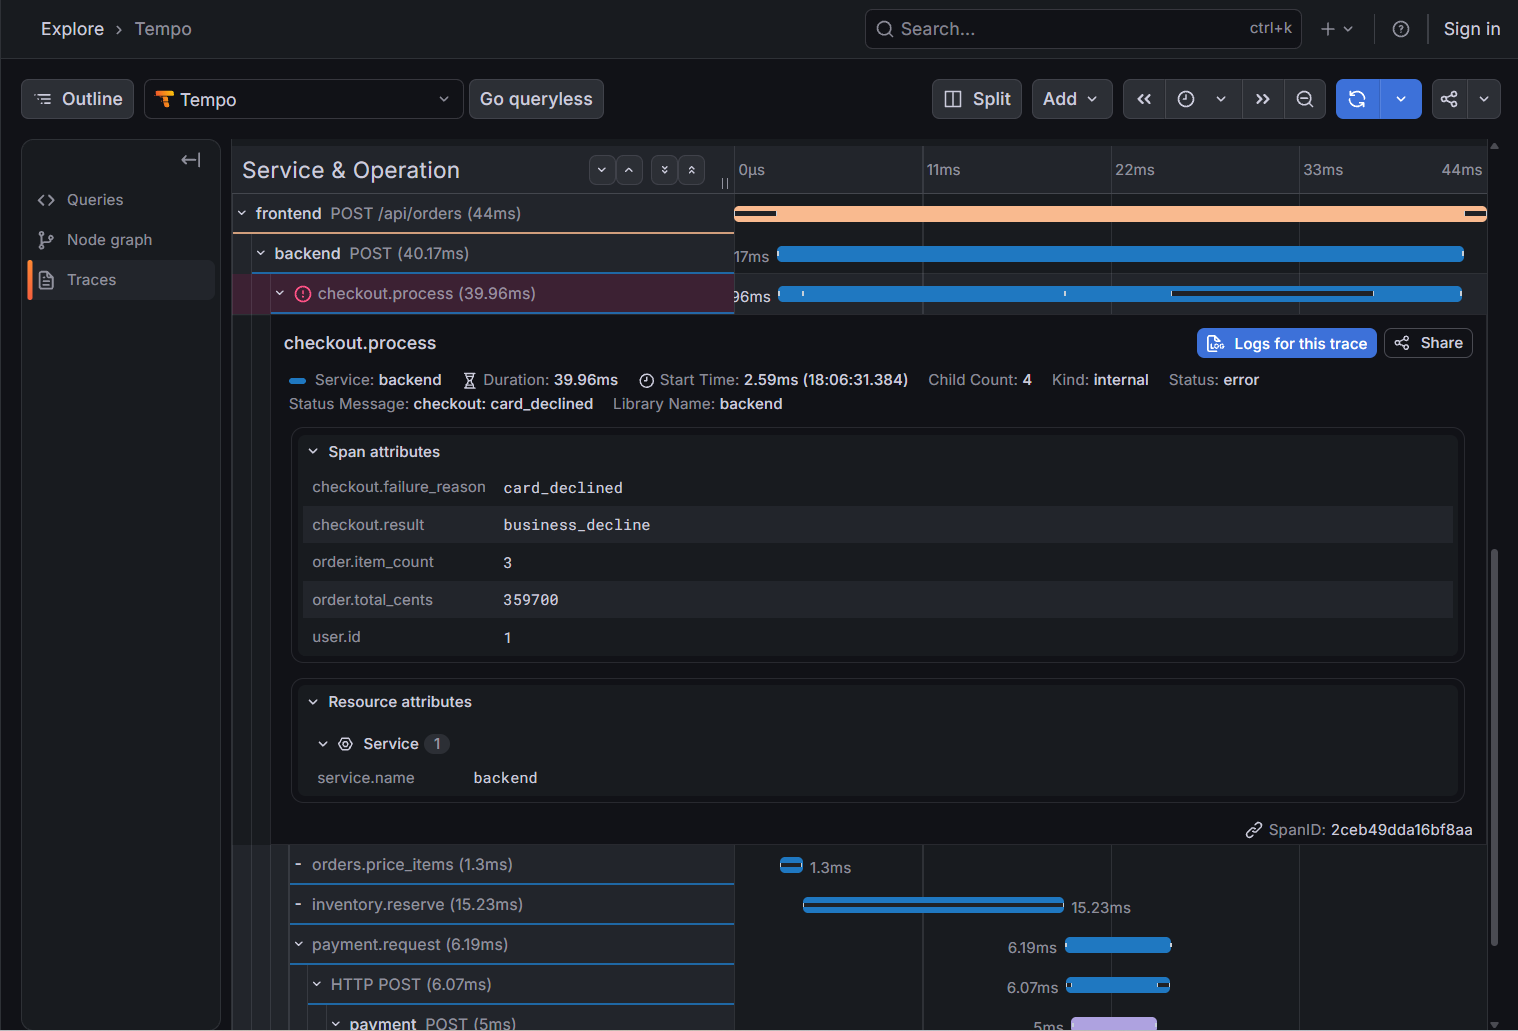 Explore › Tempo
Search... ctrl+k
Sign in
Outline
Tempo
Go queryless
Split
Add
Queries
Node graph
Traces
Service & Operation
0µs 11ms 22ms 33ms 44ms
frontend POST /api/orders (44ms)
backend POST (40.17ms)
17ms
checkout.process (39.96ms)
96ms
checkout.process
Logs for this trace
Share
Service: backend Duration: 39.96ms Start Time: 2.59ms (18:06:31.384) Child Count: 4 Kind: internal Status: error
Status Message: checkout: card_declined Library Name: backend
Span attributes
checkout.failure_reason card_declined
checkout.result business_decline
order.item_count 3
order.total_cents 359700
user.id 1
Resource attributes
Service 1
service.name backend
SpanID: 2ceb49dda16bf8aa
orders.price_items (1.3ms) 1.3ms
inventory.reserve (15.23ms) 15.23ms
payment.request (6.19ms) 6.19ms
HTTP POST (6.07ms) 6.07ms
payment POST (5ms) 5ms